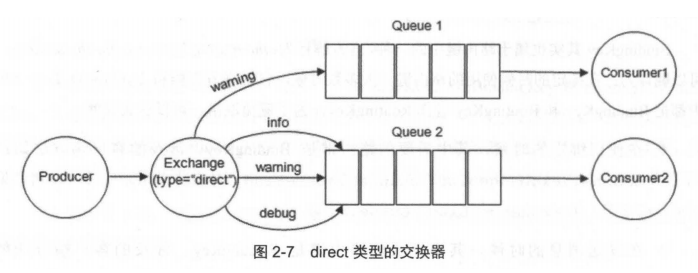 Queue 1
warning
Consumer1
info
Queue 2
Producer
Exchange
(type="direct")
warning
Consumer2
debug
图 2-7 direct 类型的交换器